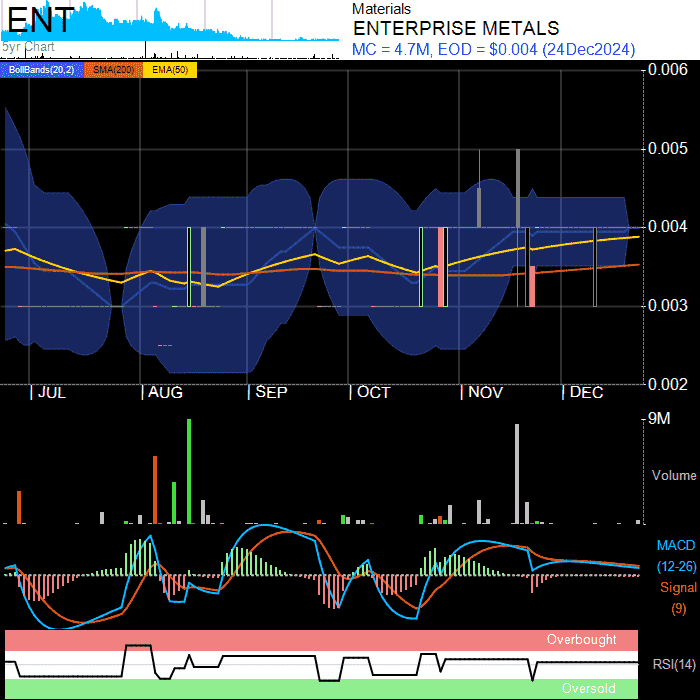 ENT
5yr Chart
Materials
ENTERPRISE METALS
MC = 4.7M, EOD = $0.004 (24Dec2024)
BollBands(20,2) SMA(200) EMA(50)
0.006
0.005
0.004
0.003
0.002
| JUL | AUG | SEP | OCT | NOV | DEC
9M
Volume
MACD
(12-26)
Signal
(9)
Overbought
RSI(14)
Oversold